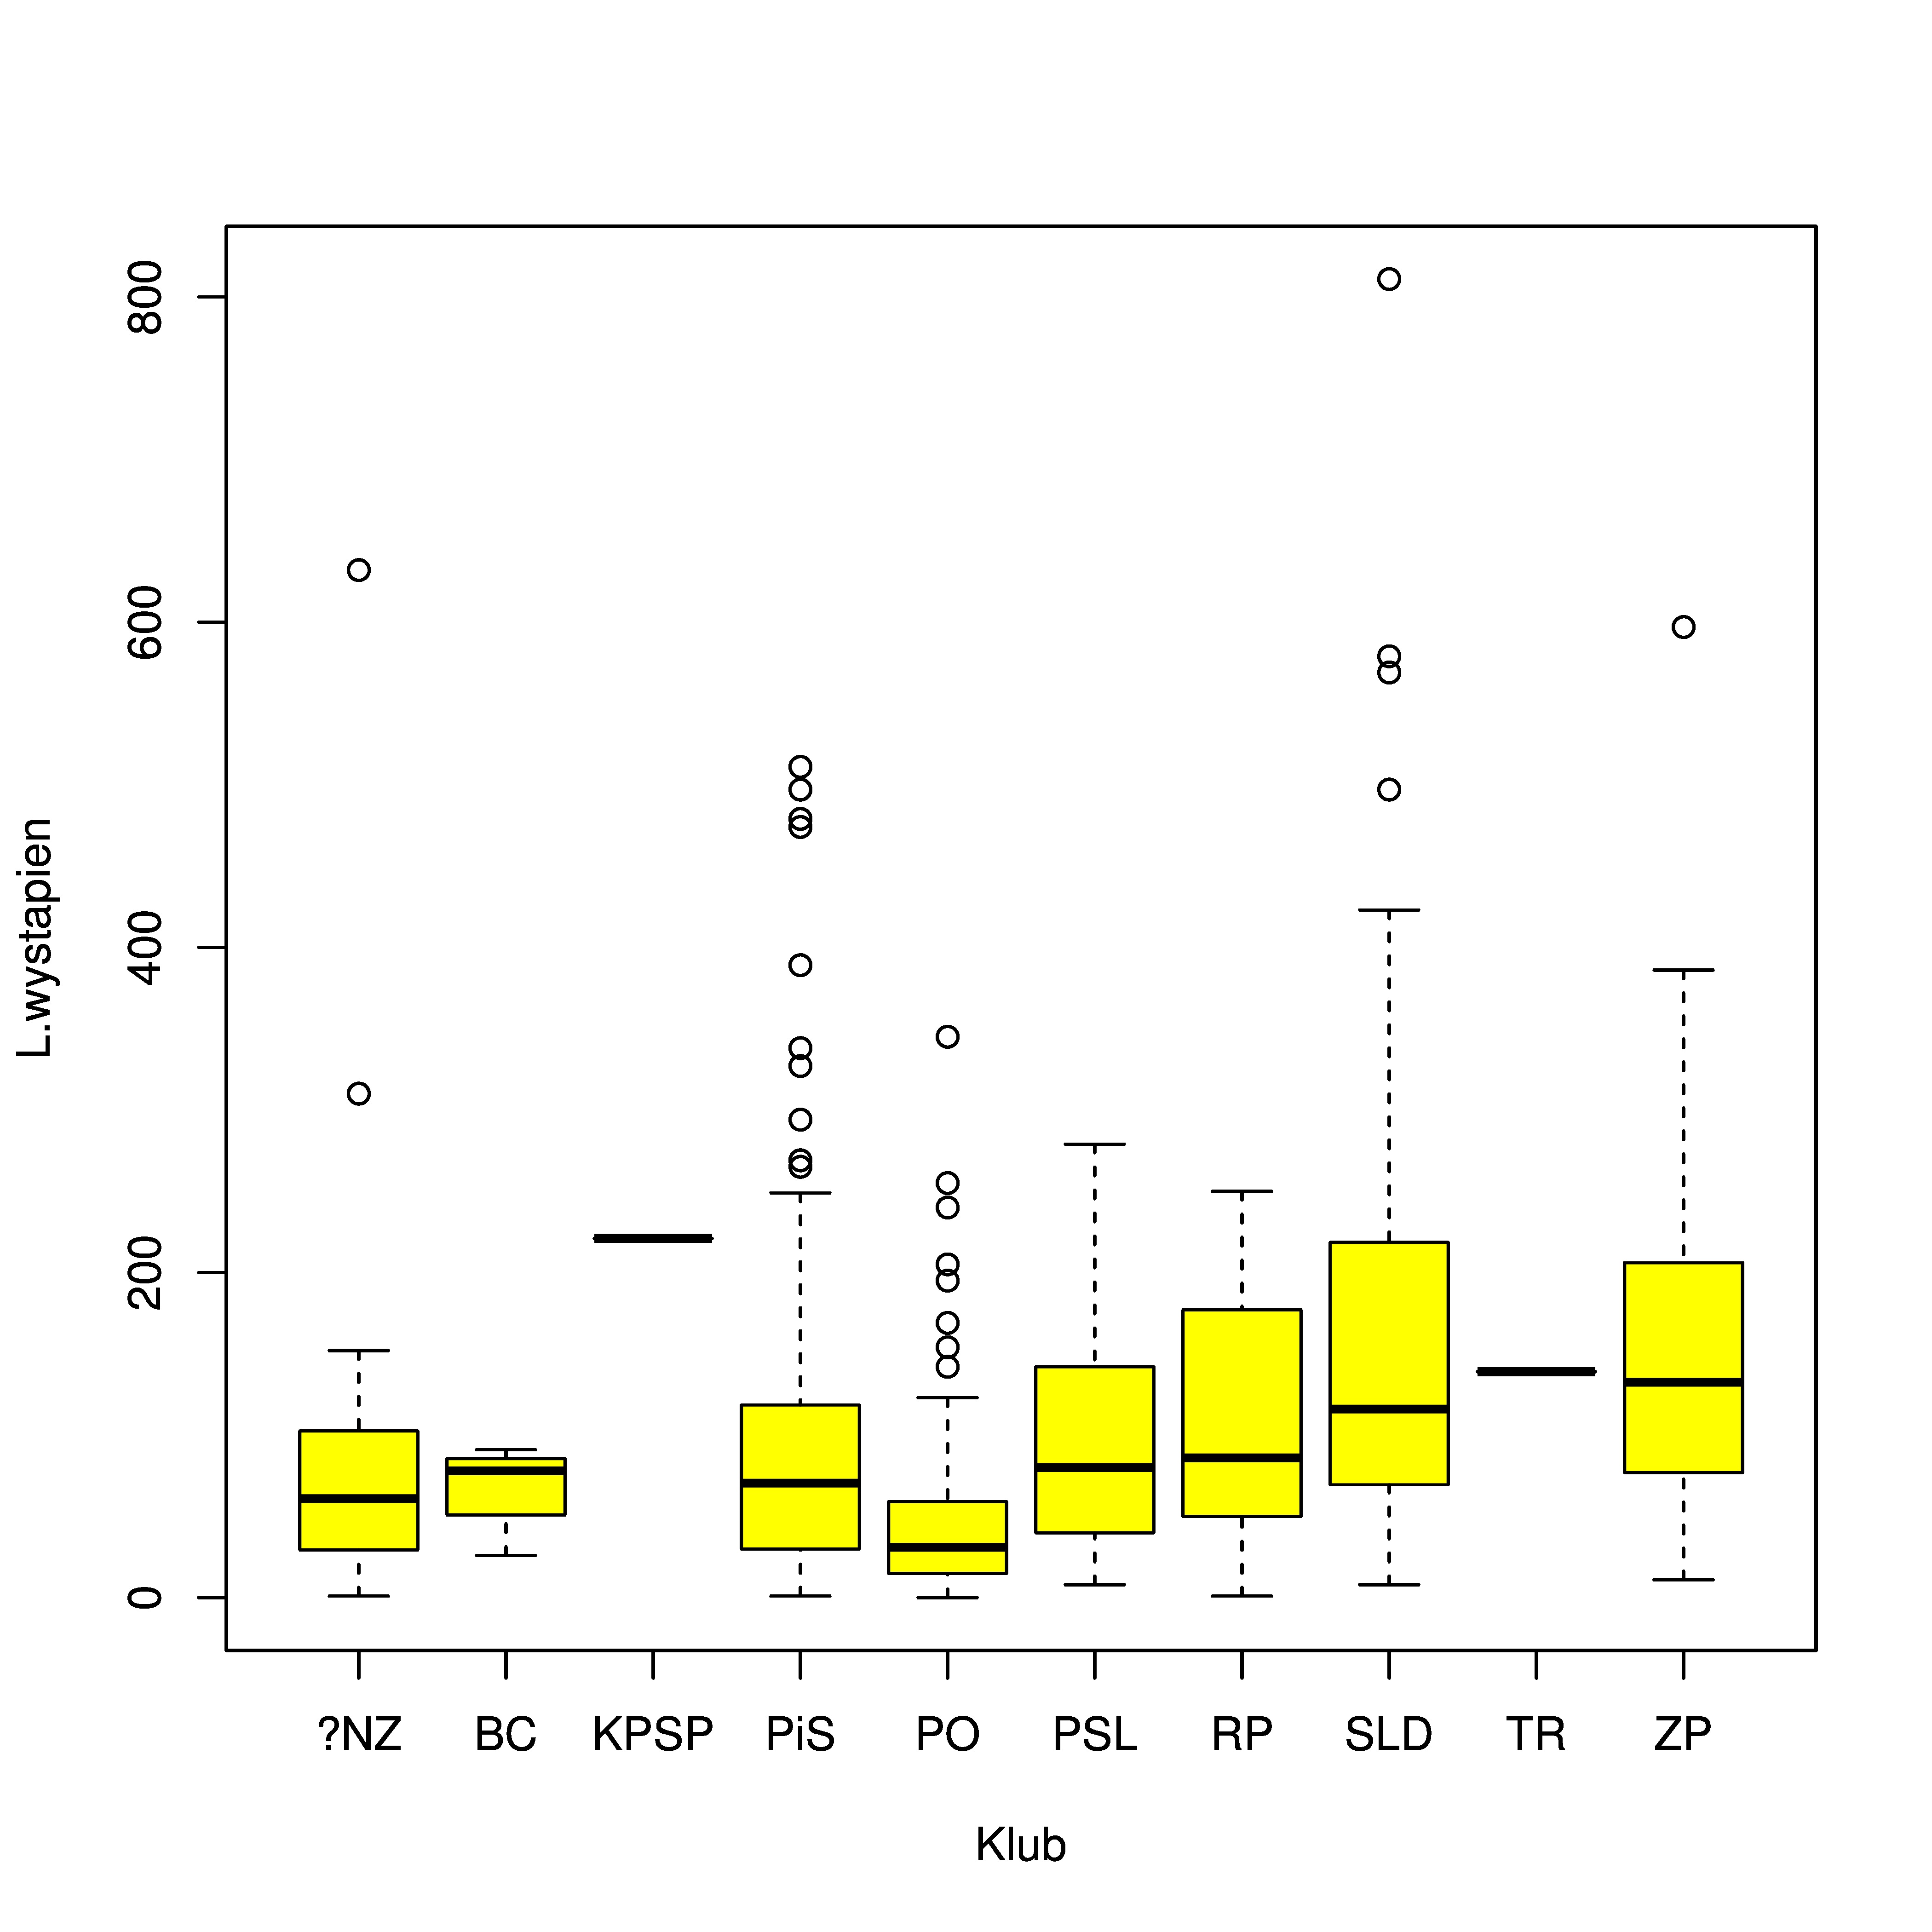 800
600
400
200
0
L.wystapien
?NZ BC KPSP PiS PO PSL RP SLD TR ZP
Klub